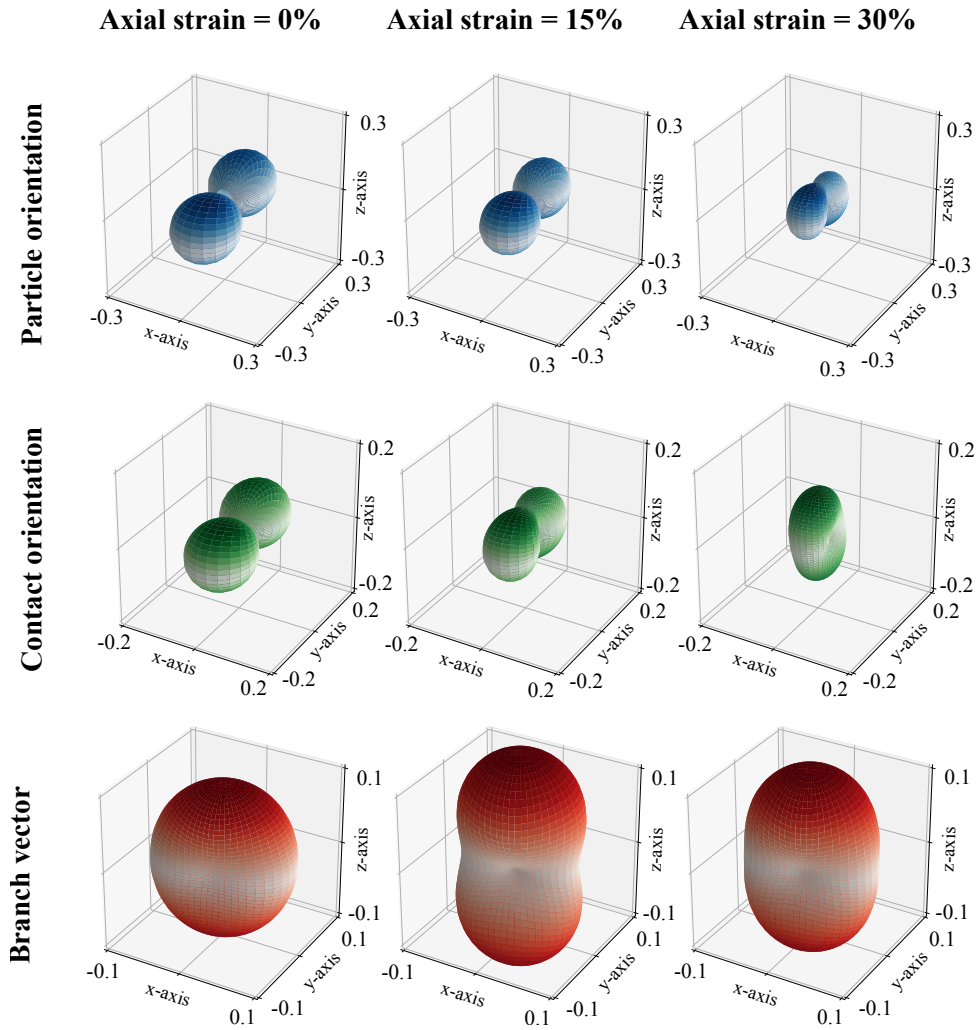 Axial strain = 0%
Axial strain = 15%
Axial strain = 30%
Particle orientation
0.3
z-axis
-0.3
0.3
y-axis
-0.3
-0.3
x-axis
0.3
0.3
z-axis
-0.3
0.3
y-axis
-0.3
-0.3
x-axis
0.3
0.3
z-axis
-0.3
0.3
y-axis
-0.3
-0.3
x-axis
0.3
Contact orientation
0.2
z-axis
-0.2
0.2
y-axis
-0.2
-0.2
x-axis
0.2
0.2
z-axis
-0.2
0.2
y-axis
-0.2
-0.2
x-axis
0.2
0.2
z-axis
-0.2
0.2
y-axis
-0.2
-0.2
x-axis
0.2
Branch vector
0.1
z-axis
-0.1
0.1
y-axis
-0.1
-0.1
x-axis
0.1
0.1
z-axis
-0.1
0.1
y-axis
-0.1
-0.1
x-axis
0.1
0.1
z-axis
-0.1
0.1
y-axis
-0.1
-0.1
x-axis
0.1